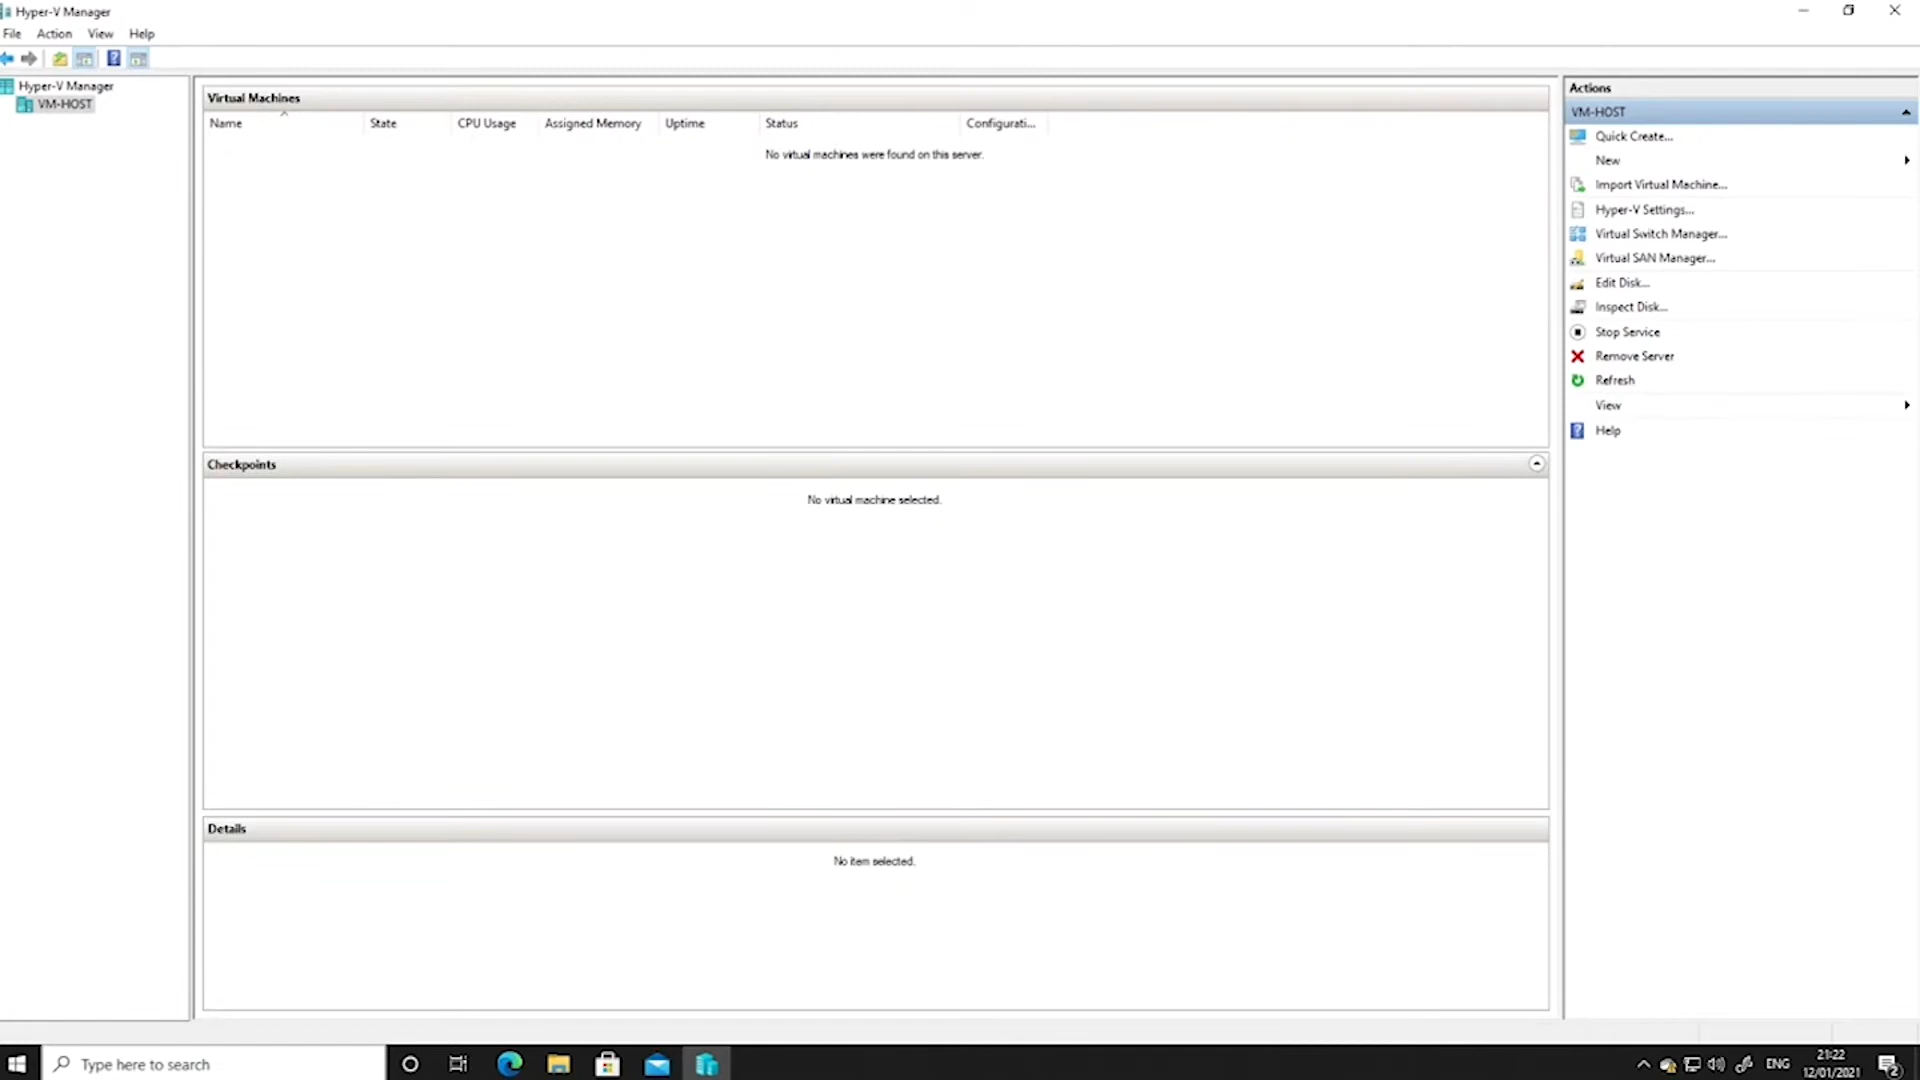 Hyper-V Manager
File Action View Help
Hyper-V Manager
VM-HOST
Virtual Machines
Name State CPU Usage Assigned Memory Uptime Status Configurati...
No virtual machines were found on this server.
Checkpoints
No virtual machine selected.
Details
No item selected.
Actions
VM-HOST
Quick Create...
New
Import Virtual Machine...
Hyper-V Settings...
Virtual Switch Manager...
Virtual SAN Manager...
Edit Disk...
Inspect Disk...
Stop Service
Remove Server
Refresh
View
Help
Type here to search
ENG
21:22
12/01/2021
2